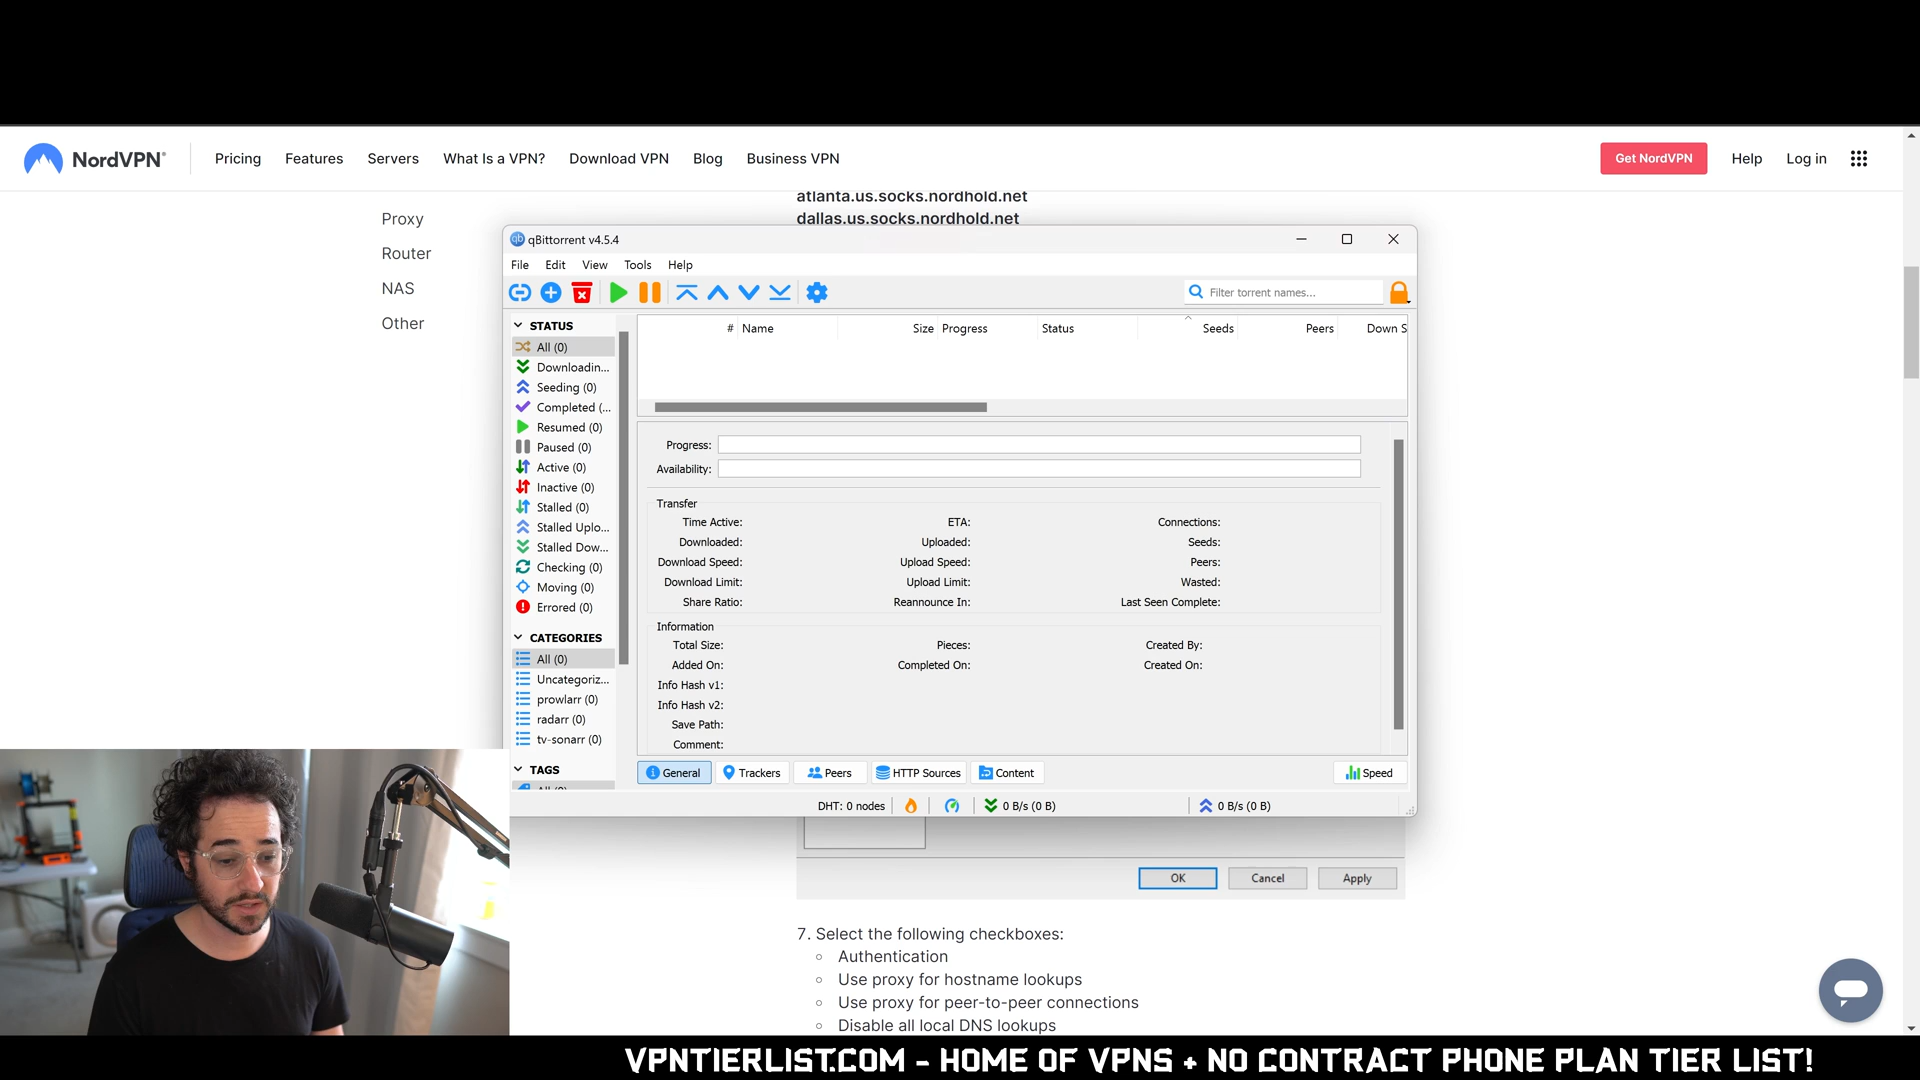 NordVPN®
Pricing
Features
Servers
What Is a VPN?
Download VPN
Blog
Business VPN
Get NordVPN
Help
Log in
Proxy
Router
NAS
Other
atlanta.us.socks.nordhold.net
dallas.us.socks.nordhold.net
qb qBittorrent v4.5.4
File Edit View Tools Help
Filter torrent names...
STATUS
All (0)
Downloadin...
Seeding (0)
Completed (...
Resumed (0)
Paused (0)
Active (0)
Inactive (0)
Stalled (0)
Stalled Uplo...
Stalled Dow...
Checking (0)
Moving (0)
Errored (0)
CATEGORIES
All (0)
Uncategoriz...
prowlarr (0)
radarr (0)
tv-sonarr (0)
TAGS
All (0)
# Name Size Progress Status Seeds Peers Down S
Progress:
Availability:
Transfer
Time Active: ETA: Connections:
Downloaded: Uploaded: Seeds:
Download Speed: Upload Speed: Peers:
Download Limit: Upload Limit: Wasted:
Share Ratio: Reannounce In: Last Seen Complete:
Information
Total Size: Pieces: Created By:
Added On: Completed On: Created On:
Info Hash v1:
Info Hash v2:
Save Path:
Comment:
General Trackers Peers HTTP Sources Content Speed
DHT: 0 nodes 0 B/s (0 B) 0 B/s (0 B)
OK Cancel Apply
7. Select the following checkboxes:
Authentication
Use proxy for hostname lookups
Use proxy for peer-to-peer connections
Disable all local DNS lookups
VPNTIERLIST.COM - HOME OF VPNS + NO CONTRACT PHONE PLAN TIER LIST!